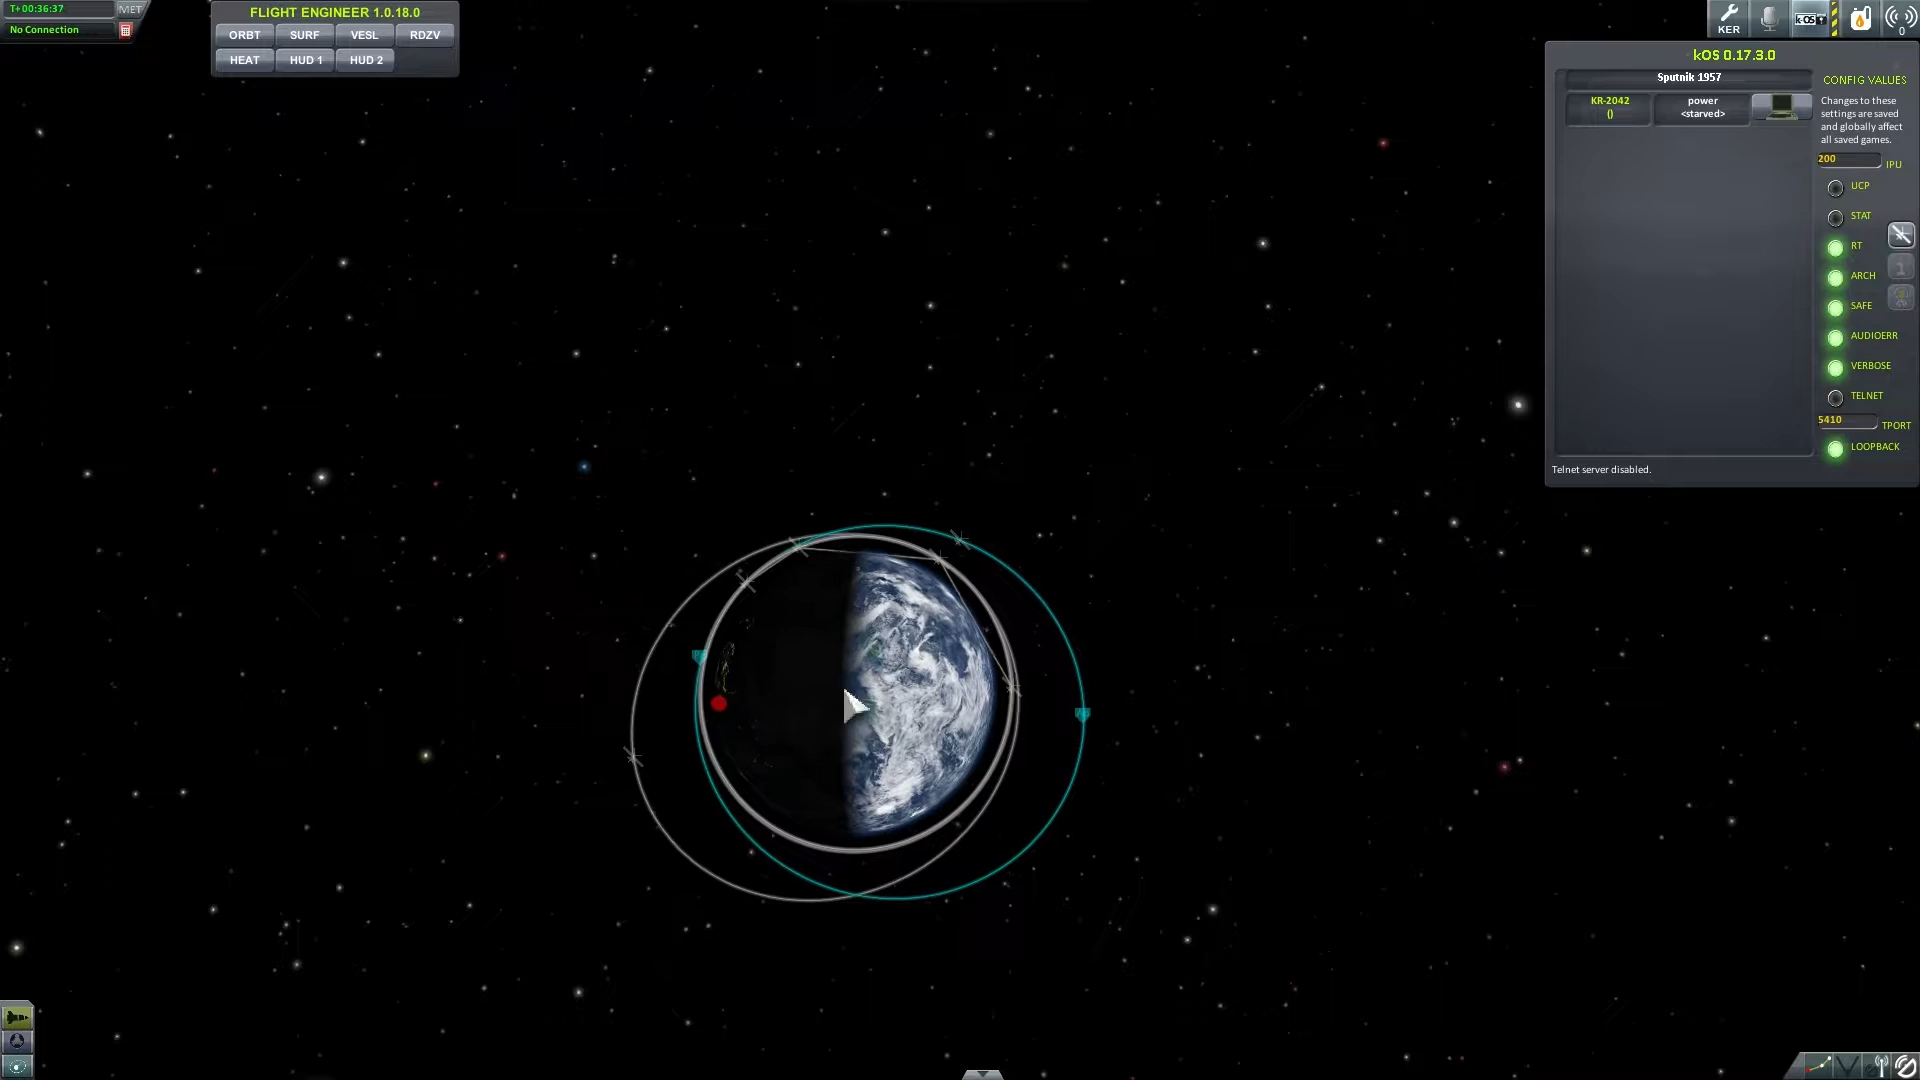 T+00:36:37 MET
No Connection
FLIGHT ENGINEER 1.0.18.0
ORBT SURF VESL RDZV
HEAT HUD 1 HUD 2
KER
kOS
0
kOS 0.17.3.0
Sputnik 1957
KR-2042
()
power
<starved>
CONFIG VALUES
Changes to these
settings are saved
and globally affect
all saved games.
200 IPU
UCP
STAT
RT
ARCH
SAFE
AUDIOERR
VERBOSE
TELNET
5410 TPORT
LOOPBACK
Telnet server disabled.